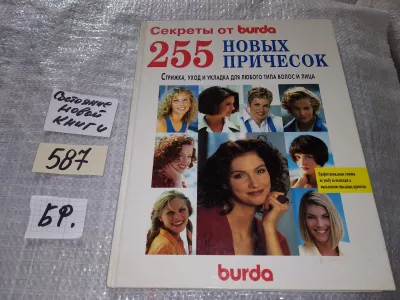 Секреты от burda
255 НОВЫХ
ПРИЧЕСОК
СТРИЖКА, УХОД И УКЛАДКА ДЛЯ ЛЮБОГО ТИПА ВОЛОС И ЛИЦА
Состояние
новой
книги
587
БР.
burda